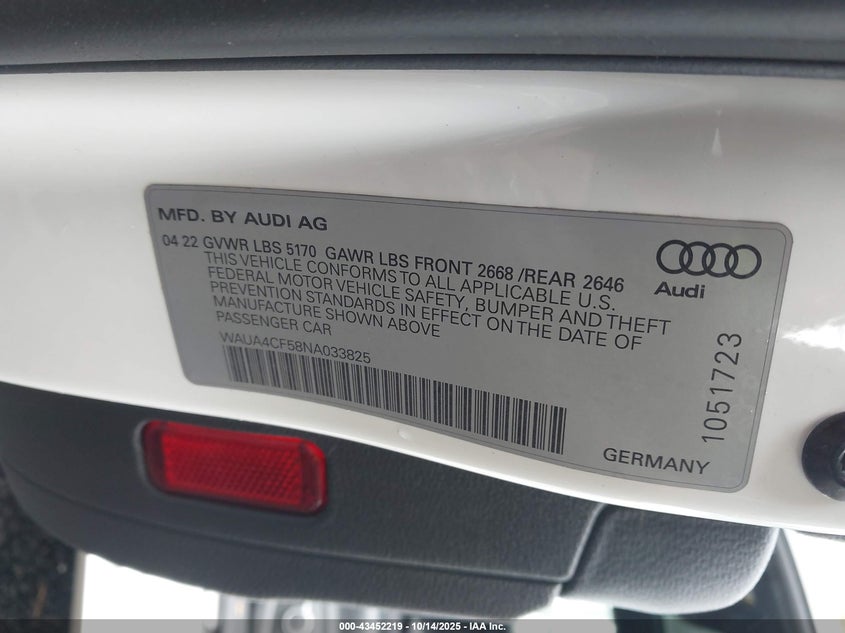 MFD. BY AUDI AG
04 22 GVWR LBS 5170 GAWR LBS FRONT 2668 /REAR 2646
THIS VEHICLE CONFORMS TO ALL APPLICABLE U.S.
FEDERAL MOTOR VEHICLE SAFETY, BUMPER AND THEFT
PREVENTION STANDARDS IN EFFECT ON THE DATE OF
MANUFACTURE SHOWN ABOVE
PASSENGER CAR
WAUA4CF58NA033825
Audi
1051723
GERMANY
000-43452219 - 10/14/2025 - IAA Inc.